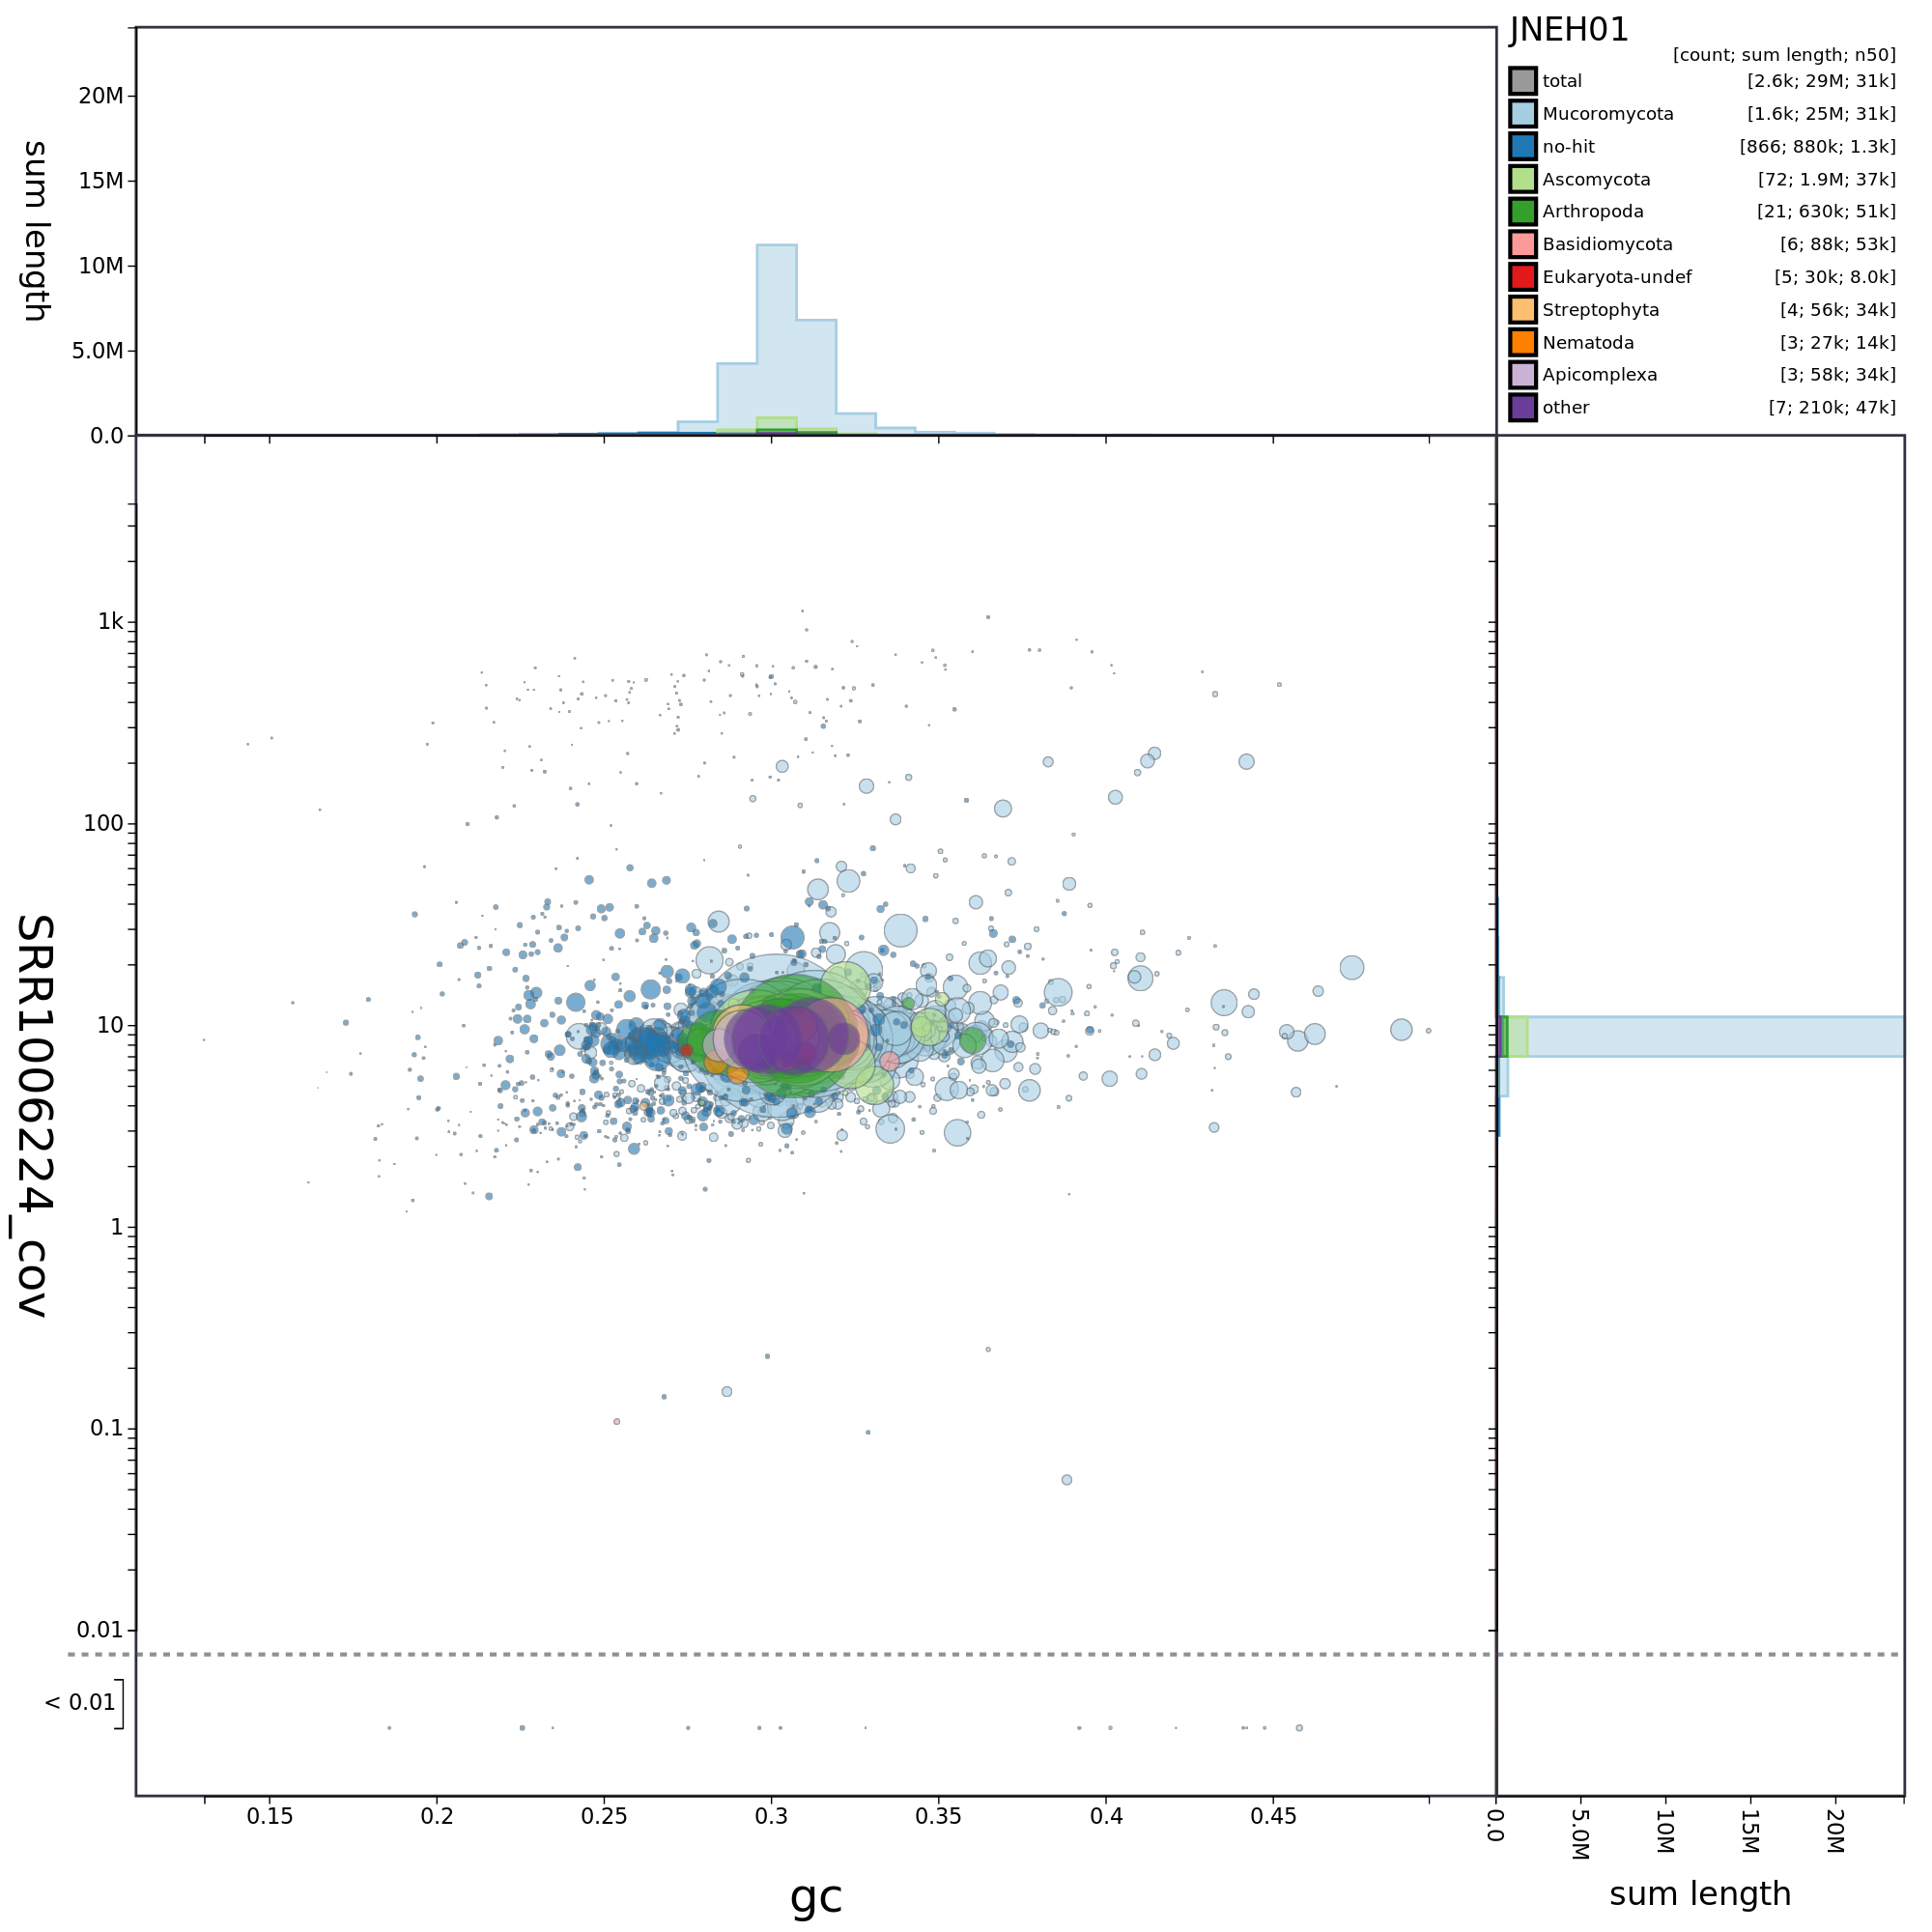 JNEH01
[count; sum length; n50]
total [2.6k; 29M; 31k]
Mucoromycota [1.6k; 25M; 31k]
no-hit [866; 880k; 1.3k]
Ascomycota [72; 1.9M; 37k]
Arthropoda [21; 630k; 51k]
Basidiomycota [6; 88k; 53k]
Eukaryota-undef [5; 30k; 8.0k]
Streptophyta [4; 56k; 34k]
Nematoda [3; 27k; 14k]
Apicomplexa [3; 58k; 34k]
other [7; 210k; 47k]
sum length
20M
15M
10M
5.0M
0.0
SRR1006224_cov
1k
100
10
1
0.1
0.01
< 0.01
0.15 0.2 0.25 0.3 0.35 0.4 0.45
gc
0.0 5.0M 10M 15M 20M
sum length